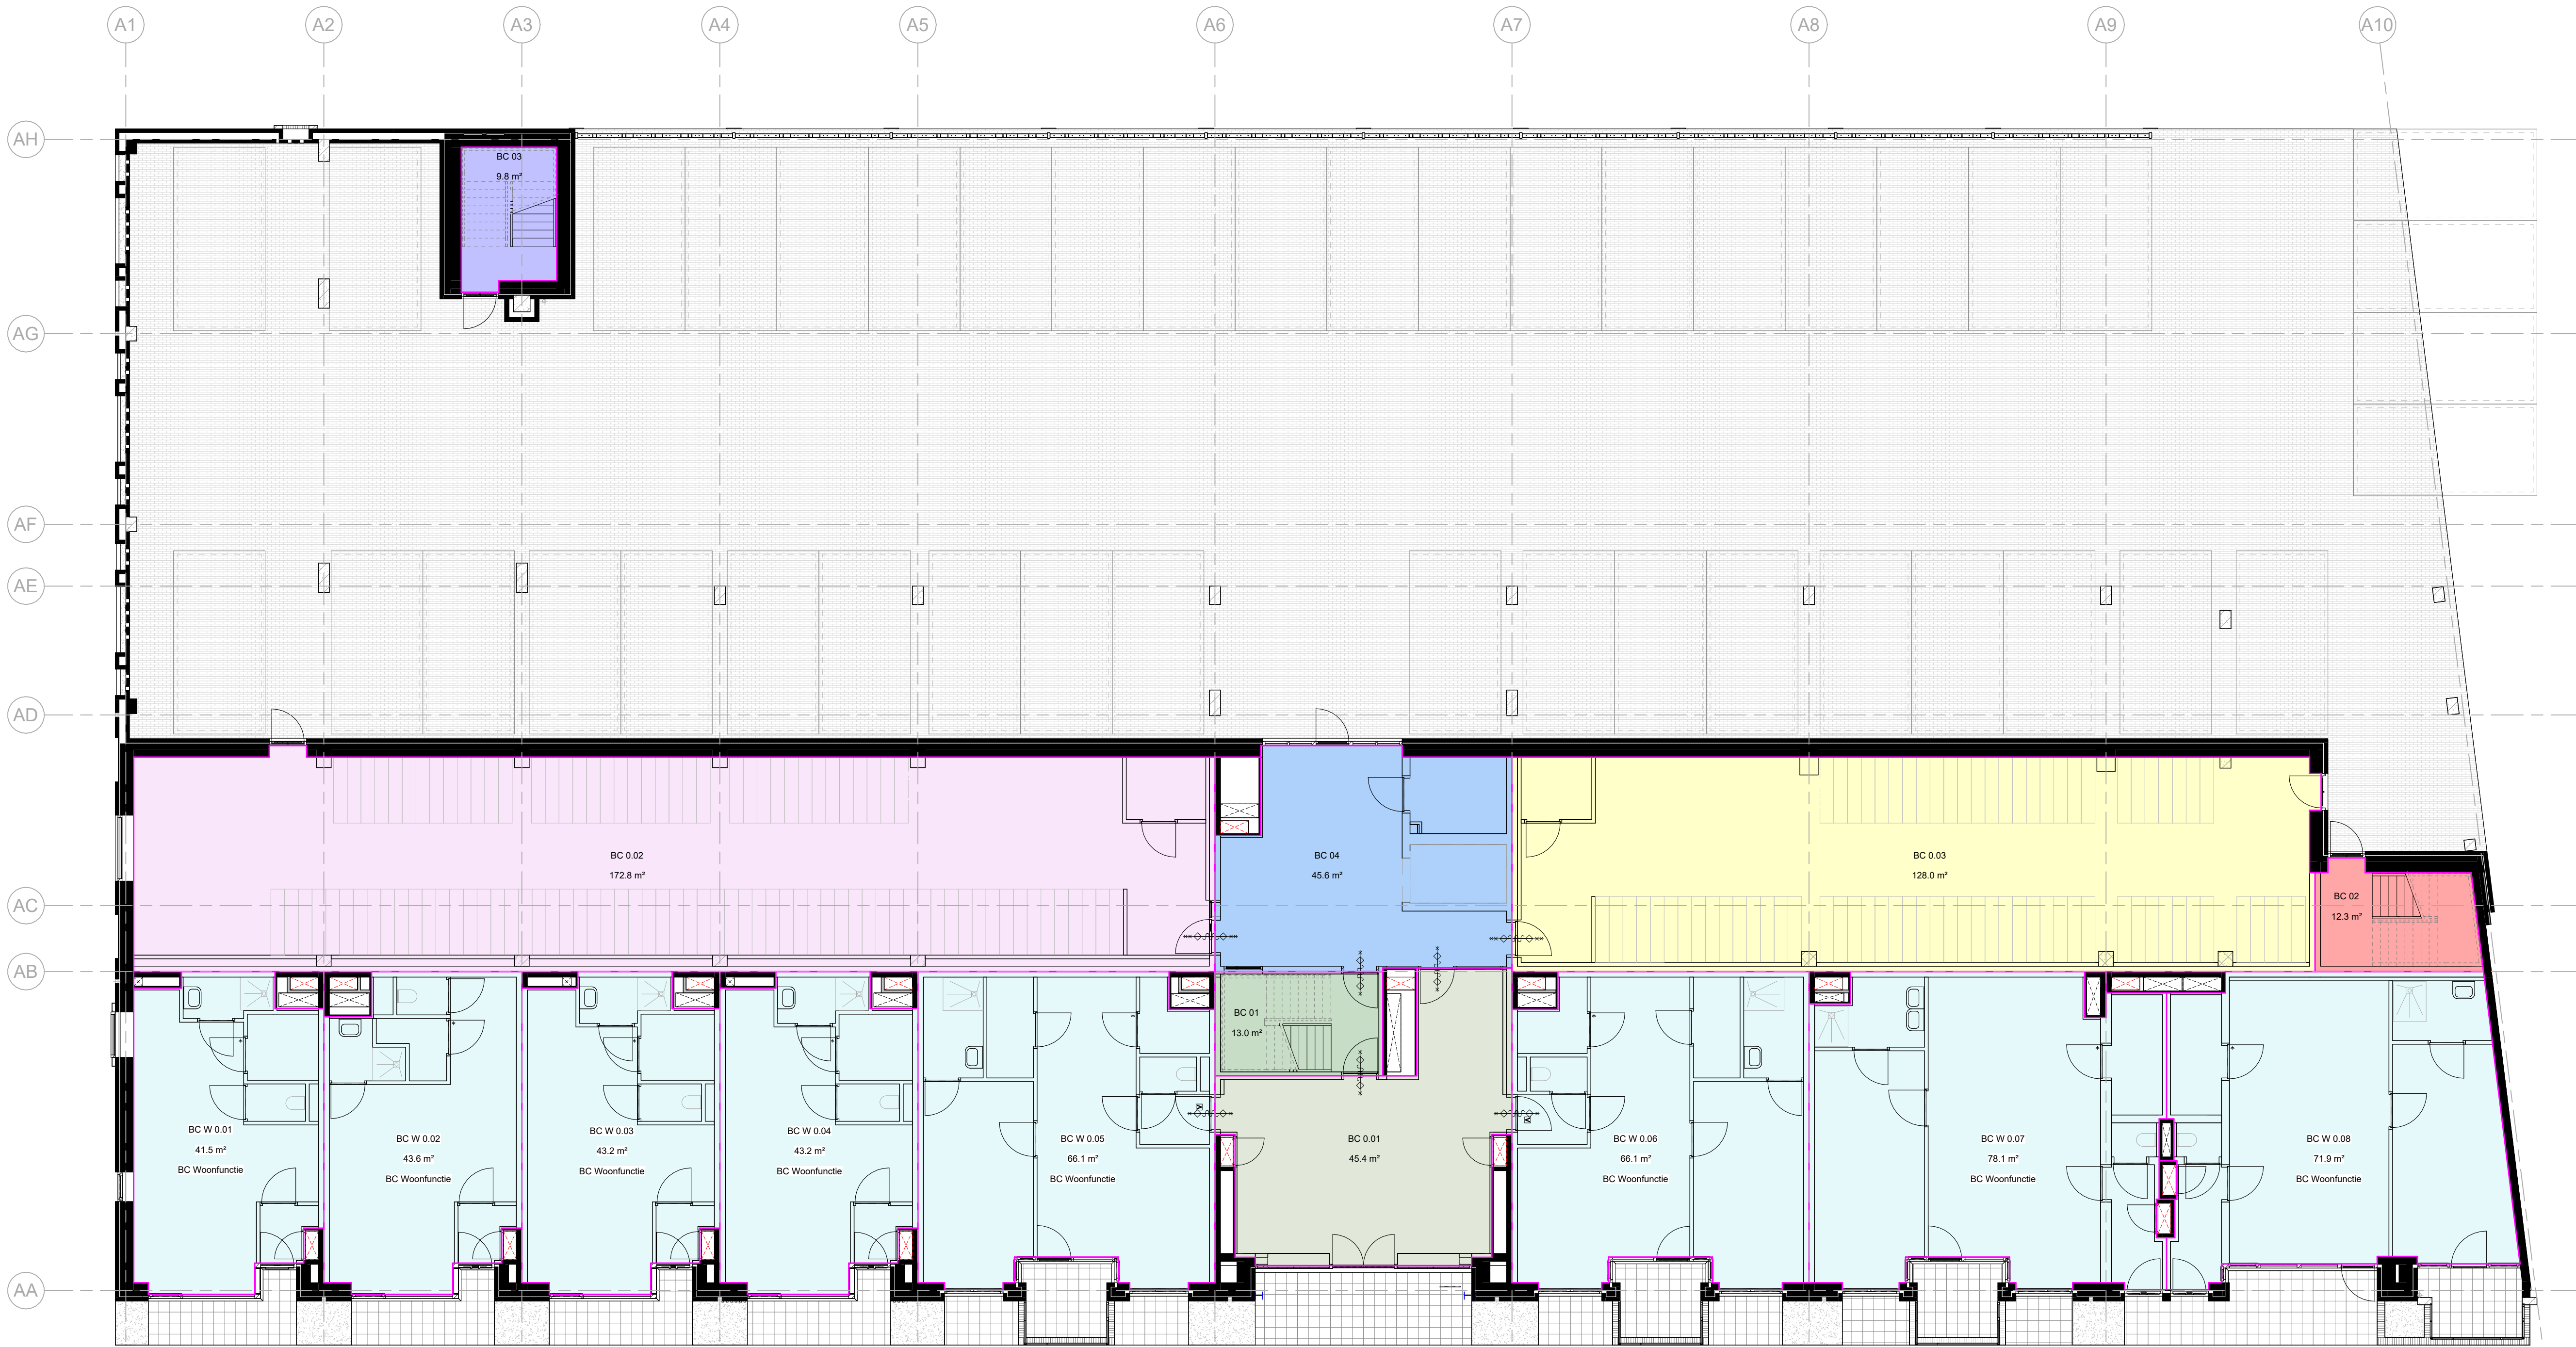 A1 A2 A3 A4 A5 A6 A7 A8 A9 A10
AH
BC 03
9.8 m²
AG
AF
AE
AD
BC 0.02
172.8 m²
BC 04
45.6 m²
BC 0.03
128.0 m²
BC 02
12.3 m²
AC
AB
BC 01
13.0 m²
BC W 0.01
41.5 m²
BC Woonfunctie
BC W 0.02
43.6 m²
BC Woonfunctie
BC W 0.03
43.2 m²
BC Woonfunctie
BC W 0.04
43.2 m²
BC Woonfunctie
BC W 0.05
66.1 m²
BC Woonfunctie
BC 0.01
45.4 m²
BC W 0.06
66.1 m²
BC Woonfunctie
BC W 0.07
78.1 m²
BC Woonfunctie
BC W 0.08
71.9 m²
BC Woonfunctie
AA